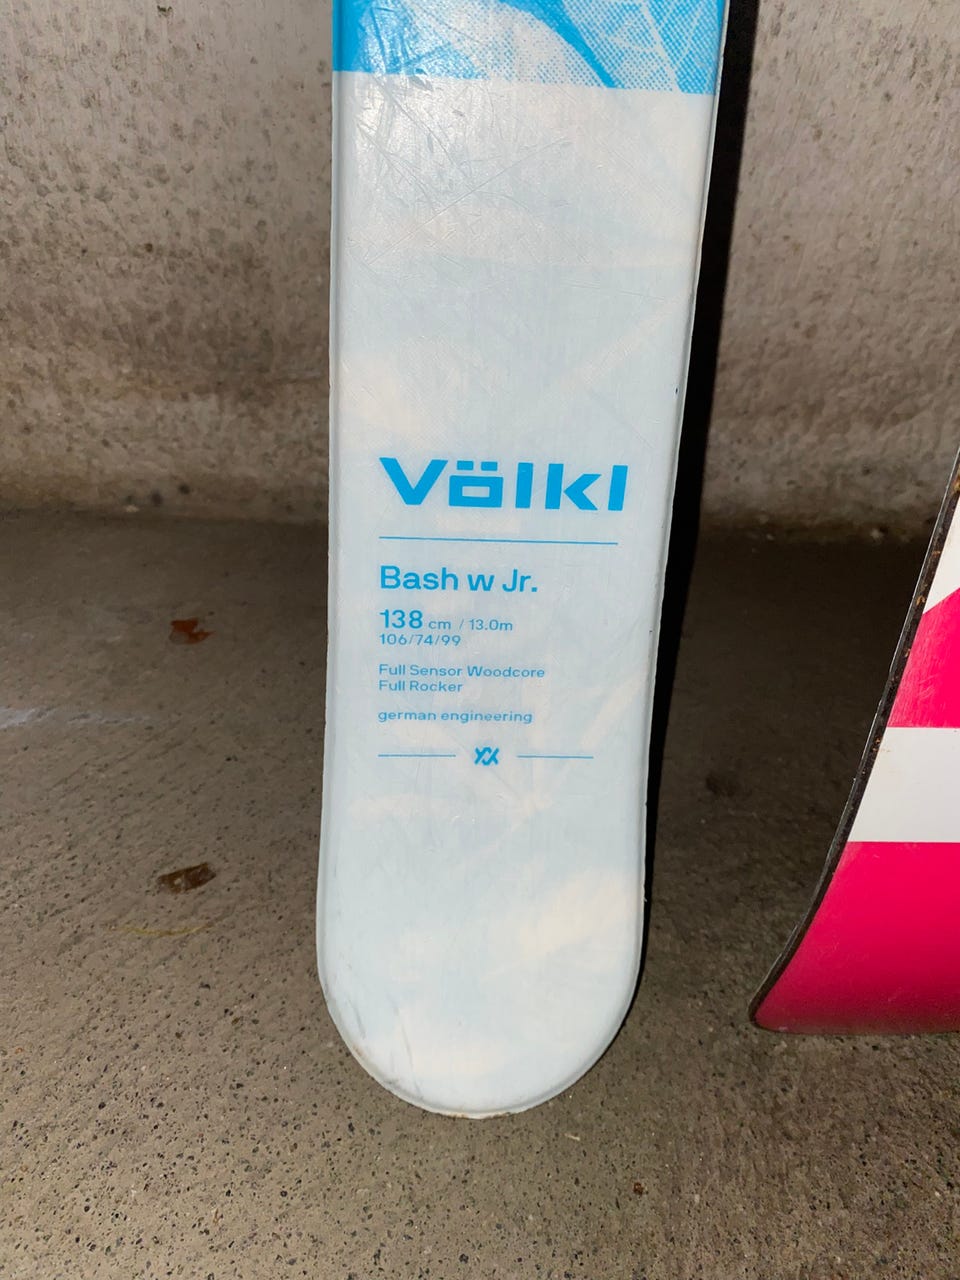 Völkl
Bash w Jr.
138 cm / 13.0m
106/74/99
Full Sensor Woodcore
Full Rocker
german engineering